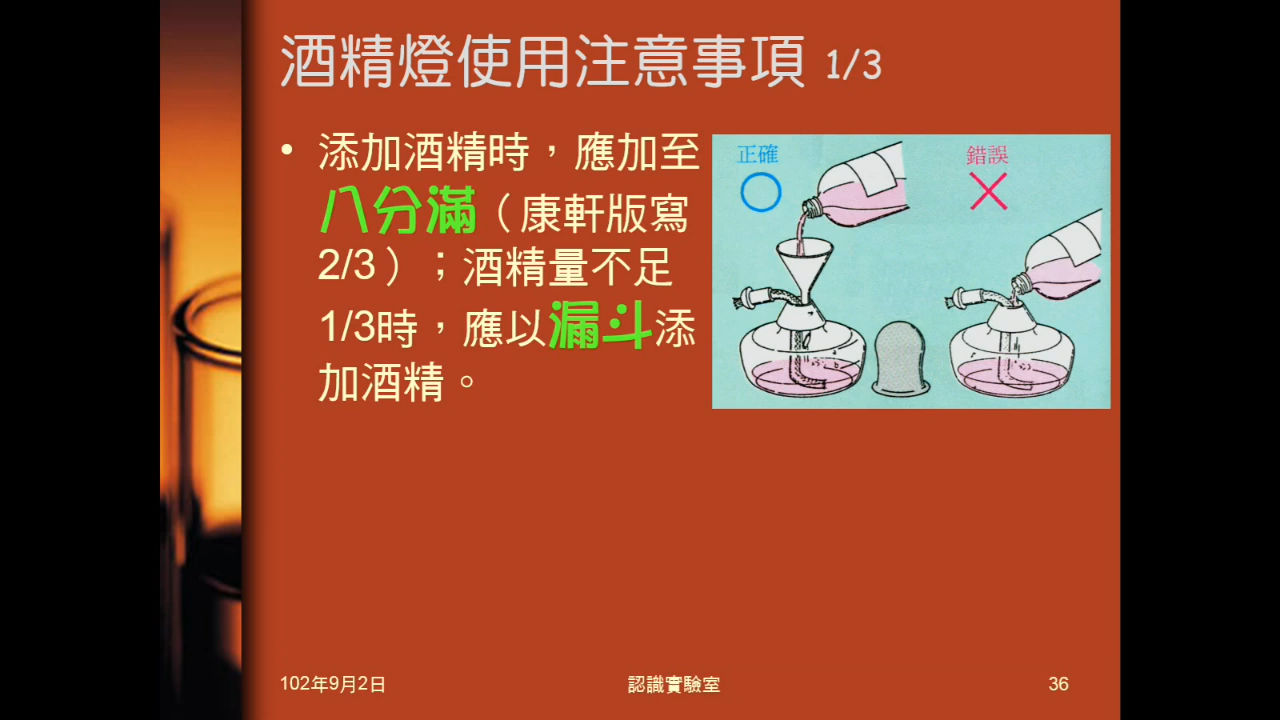 酒精燈使用注意事項 1/3
• 添加酒精時，應加至
八分滿（康軒版寫
2/3）；酒精量不足
1/3時，應以漏斗添
加酒精。
正確
錯誤
102年9月2日
認識實驗室
36